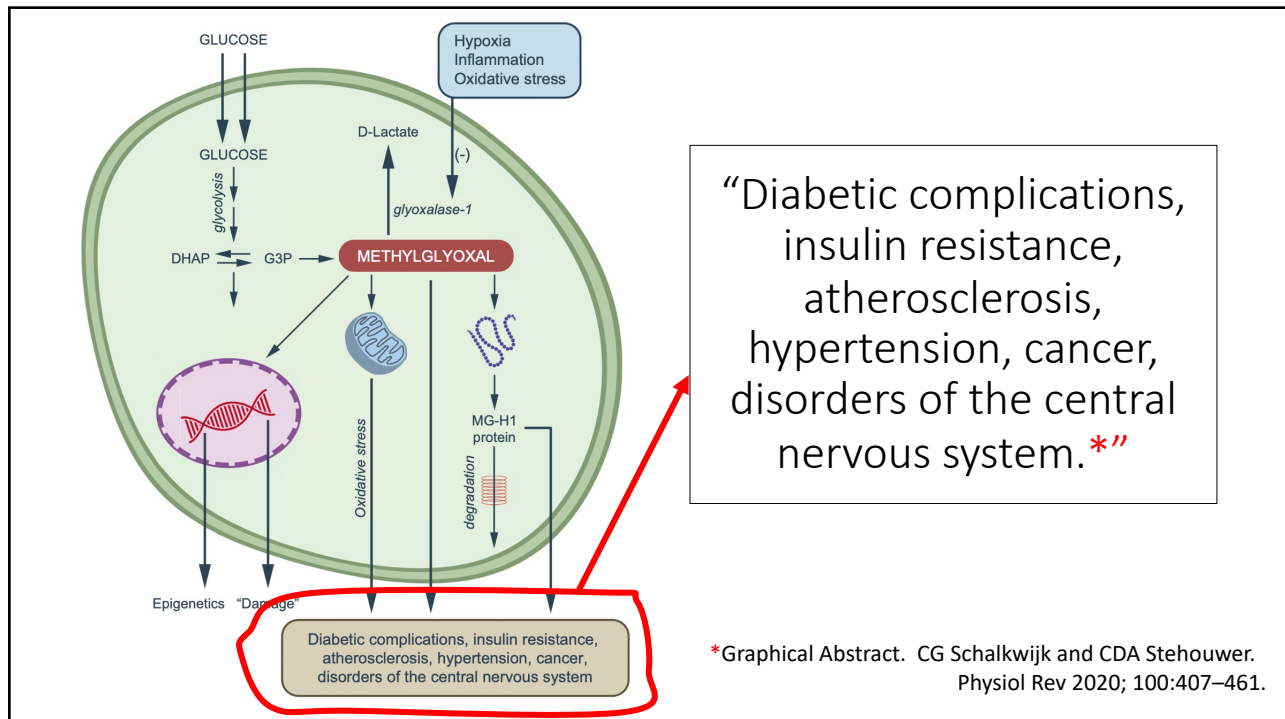 GLUCOSE
Hypoxia
Inflammation
Oxidative stress
D-Lactate
GLUCOSE
(-)
glycolysis
glyoxalase-1
DHAP
G3P
METHYLGLYOXAL
MG-H1
protein
Oxidative stress
degradation
Epigenetics
“Damage”
Diabetic complications, insulin resistance,
atherosclerosis, hypertension, cancer,
disorders of the central nervous system
“Diabetic complications,
insulin resistance,
atherosclerosis,
hypertension, cancer,
disorders of the central
nervous system.*”
*Graphical Abstract. CG Schalkwijk and CDA Stehouwer.
Physiol Rev 2020; 100:407–461.